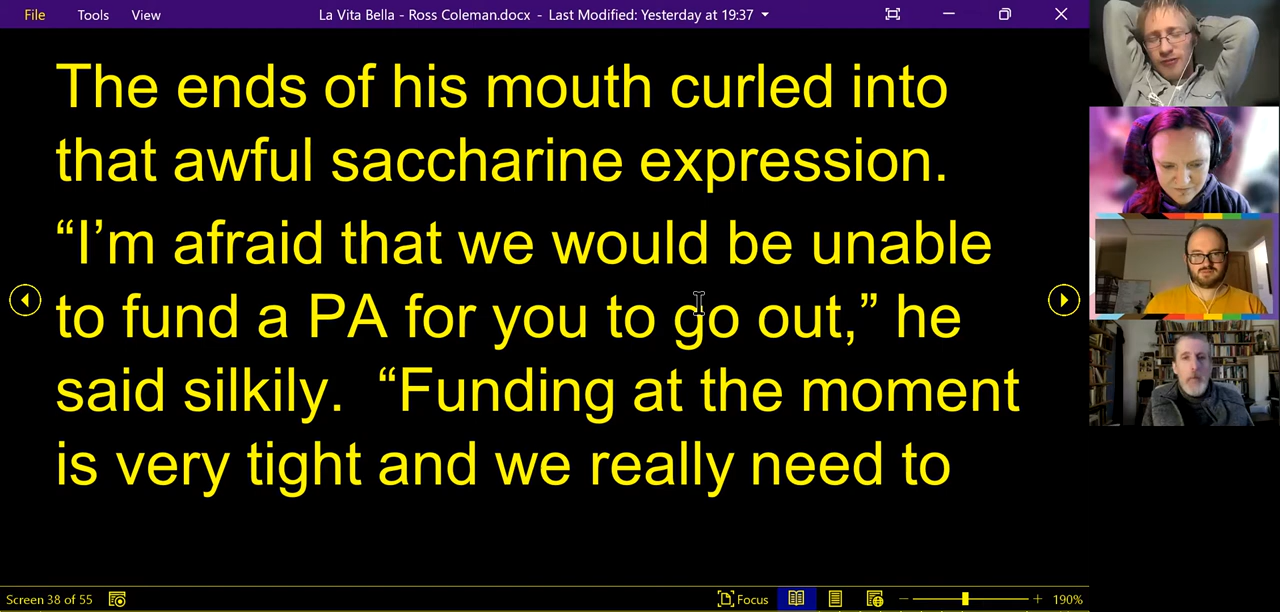 File Tools View La Vita Bella - Ross Coleman.docx - Last Modified: Yesterday at 19:37
The ends of his mouth curled into
that awful saccharine expression.
“I’m afraid that we would be unable
to fund a PA for you to go out,” he
said silkily. “Funding at the moment
is very tight and we really need to
Screen 38 of 55 Focus 190%